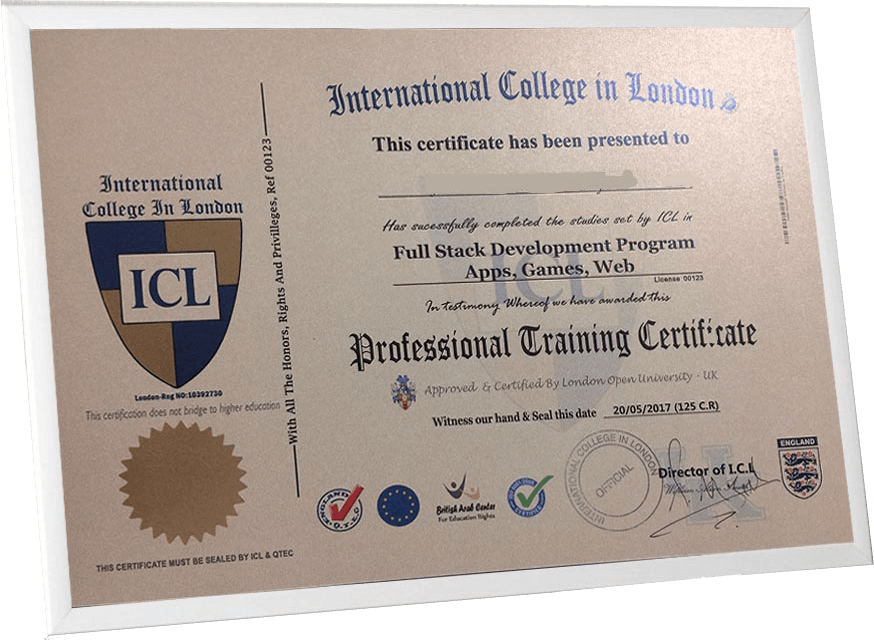 International College in London
This certificate has been presented to
Has sucessfully completed the studies set by ICL in
Full Stack Development Program
Apps, Games, Web
License: 00123
In testimony Whereof we have awarded this
Professional Training Certificate
Approved & Certified By London Open University - UK
Witness our hand & Seal this date 20/05/2017 (125 C.R)
International
College In London
ICL
London-Reg NO:10392730
This certification does not bridge to higher education
THIS CERTIFICATE MUST BE SEALED BY ICL & QTEC
With All The Honors, Rights And Privilleges, Ref 00123
ENGLAND
British Arab Center
For Education Rights
INTERNATIONAL COLLEGE IN LONDON
OFFICIAL
Director of I.C.L
ENGLAND